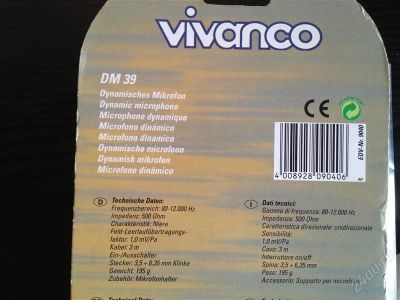 vivanco
DM 39
Dynamisches Mikrofon
Dynamic microphone
Microphone dynamique
Microfono dinámico
Microfono dinamico
Dynamische microfoon
Dynamisk mikrofon
Microfene dinámico
CE
EDV-Nr. 9040
4 008928 090406
D Technische Daten:
Frequenzbereich: 80-12.000 Hz
Impedanz: 500 Ohm
Charakteristik: Niere
Feld-Leerlaufübertragungs-
faktor: 1,0 mV/Pa
Kabel: 3 m
Ein-/Ausschalter
Stecker: 3,5 + 6,35 mm Klinke
Gewicht: 195 g
Zubehör: Mikrofonhalter
I Dati tecnici:
Gamma di frequenza: 80-12.000 Hz
Impedenza: 500 Ohm
Caratteristica direzionale: unidirezionale
Sensibilità:
1,0 mV/Pa
Cavo: 3 m
Interruttore on/off
Spina: 3,5 + 6,35 mm
Peso: 195 g
Accessorio: Supporto per microfono